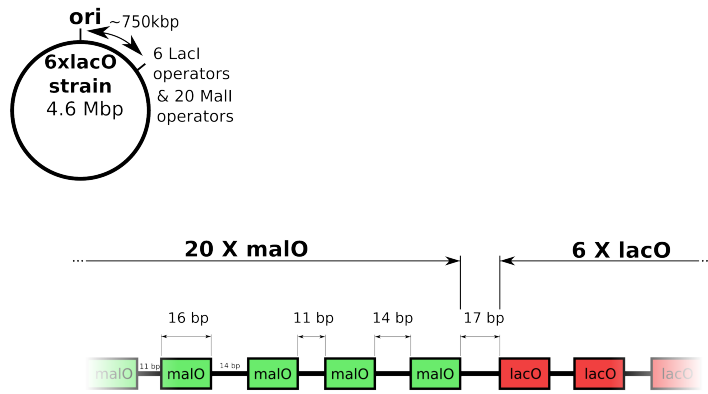 ori
~750kbp
6xlacO
strain
4.6 Mbp
6 LacI
operators
& 20 MalI
operators
20 X malO
6 X lacO
16 bp
11 bp
14 bp
17 bp
malO
11 bp
malO
14 bp
malO
malO
malO
lacO
lacO
lacO